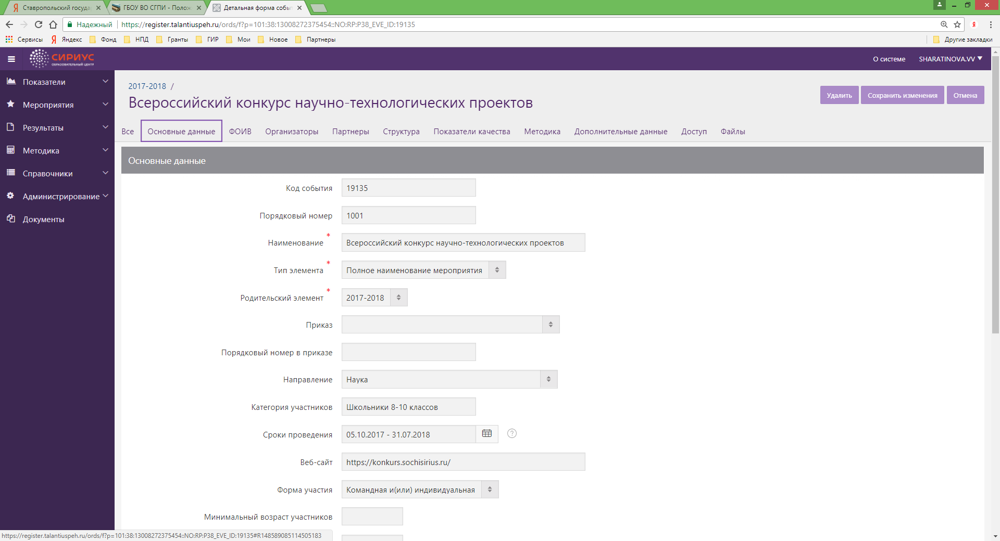 Ставропольский государ
ГБОУ ВО СГПИ - Полож
Детальная форма событ
Надежный
https://register.talantiuspeh.ru/ords/f?p=101:38:13008272375454::NO:RP:P38_EVE_ID:19135
Сервисы
Яндекс
Фонд
НПД
Гранты
ГИР
Мои
Новое
Партнеры
Другие закладки
СИРИУС
ОБРАЗОВАТЕЛЬНЫЙ ЦЕНТР
О системе
SHARATINOVA.VV
Показатели
Мероприятия
Результаты
Методика
Справочники
Администрирование
Документы
2017-2018 /
Всероссийский конкурс научно-технологических проектов
Удалить
Сохранить изменения
Отмена
Все
Основные данные
ФОИВ
Организаторы
Партнеры
Структура
Показатели качества
Методика
Дополнительные данные
Доступ
Файлы
Основные данные
Код события 19135
Порядковый номер 1001
Наименование * Всероссийский конкурс научно-технологических проектов
Тип элемента * Полное наименование мероприятия
Родительский элемент * 2017-2018
Приказ
Порядковый номер в приказе
Направление Наука
Категория участников Школьники 8-10 классов
Сроки проведения 05.10.2017 - 31.07.2018 ?
Веб-сайт https://konkurs.sochisirius.ru/
Форма участия Командная и(или) индивидуальная
Минимальный возраст участников
https://register.talantiuspeh.ru/ords/f?p=101:38:13008272375454::NO:RP:P38_EVE_ID:19135#R148589085114505183